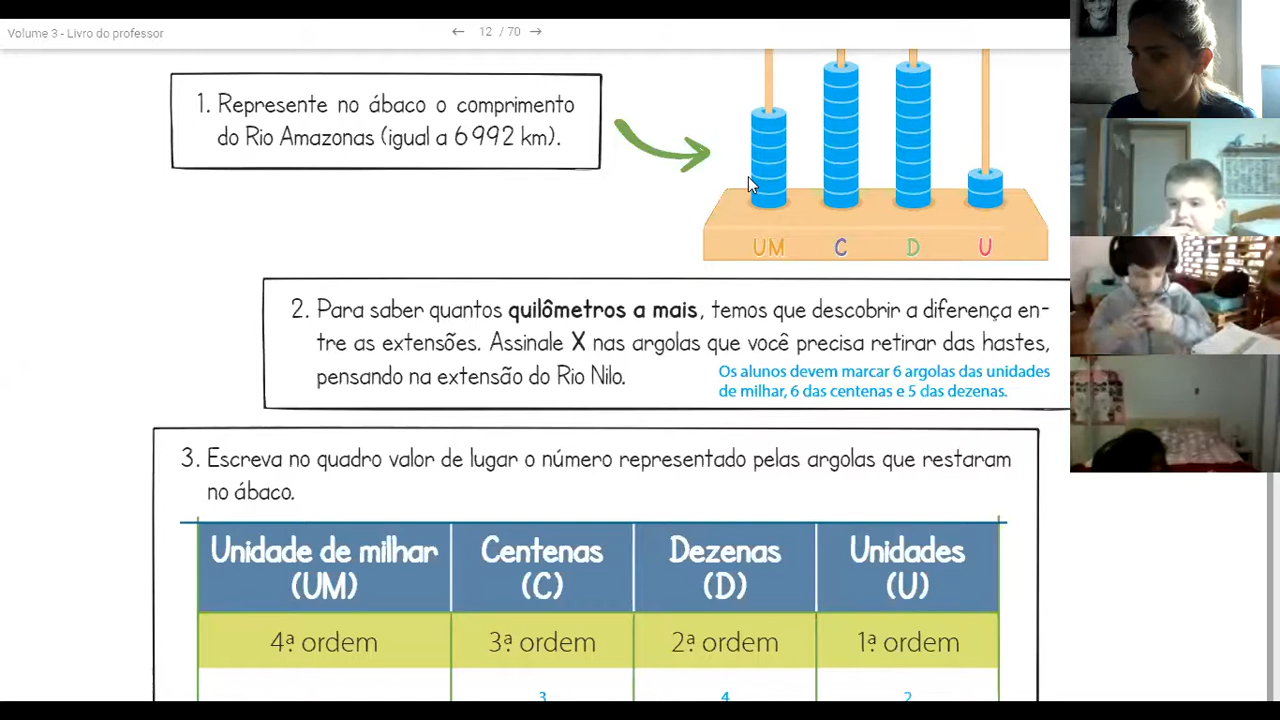 Volume 3 - Livro do professor
← 12 / 70 →
1. Represente no ábaco o comprimento
do Rio Amazonas (igual a 6 992 km).
UM C D U
2. Para saber quantos quilômetros a mais, temos que descobrir a diferença en-
tre as extensões. Assinale X nas argolas que você precisa retirar das hastes,
pensando na extensão do Rio Nilo.
Os alunos devem marcar 6 argolas das unidades
de milhar, 6 das centenas e 5 das dezenas.
3. Escreva no quadro valor de lugar o número representado pelas argolas que restaram
no ábaco.
Unidade de milhar Centenas Dezenas Unidades
(UM) (C) (D) (U)
4ª ordem 3ª ordem 2ª ordem 1ª ordem
3 4 2